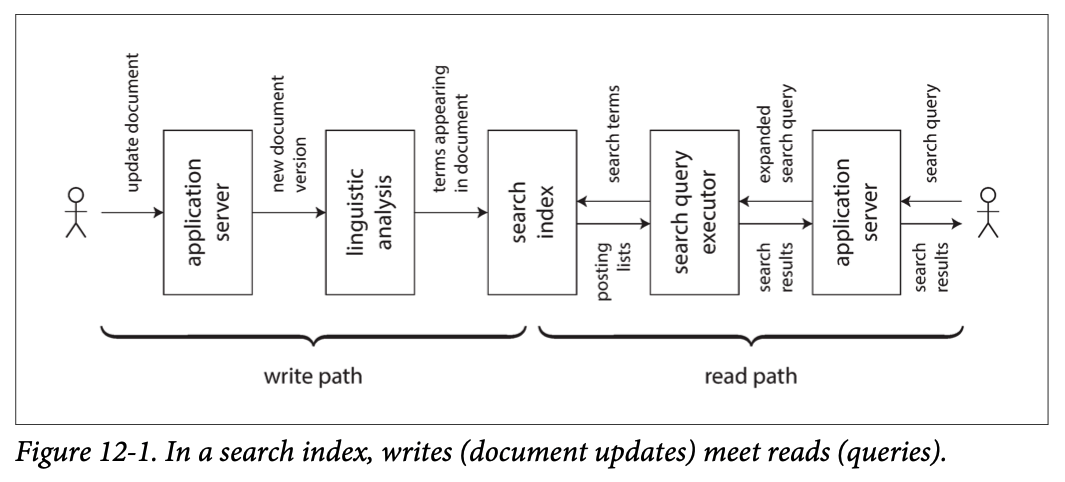 update document
application
server
new document
version
linguistic
analysis
terms appearing
in document
search
index
search terms
posting
lists
search query
executor
expanded
search query
search
results
application
server
search query
search
results
write path
read path
Figure 12-1. In a search index, writes (document updates) meet reads (queries).